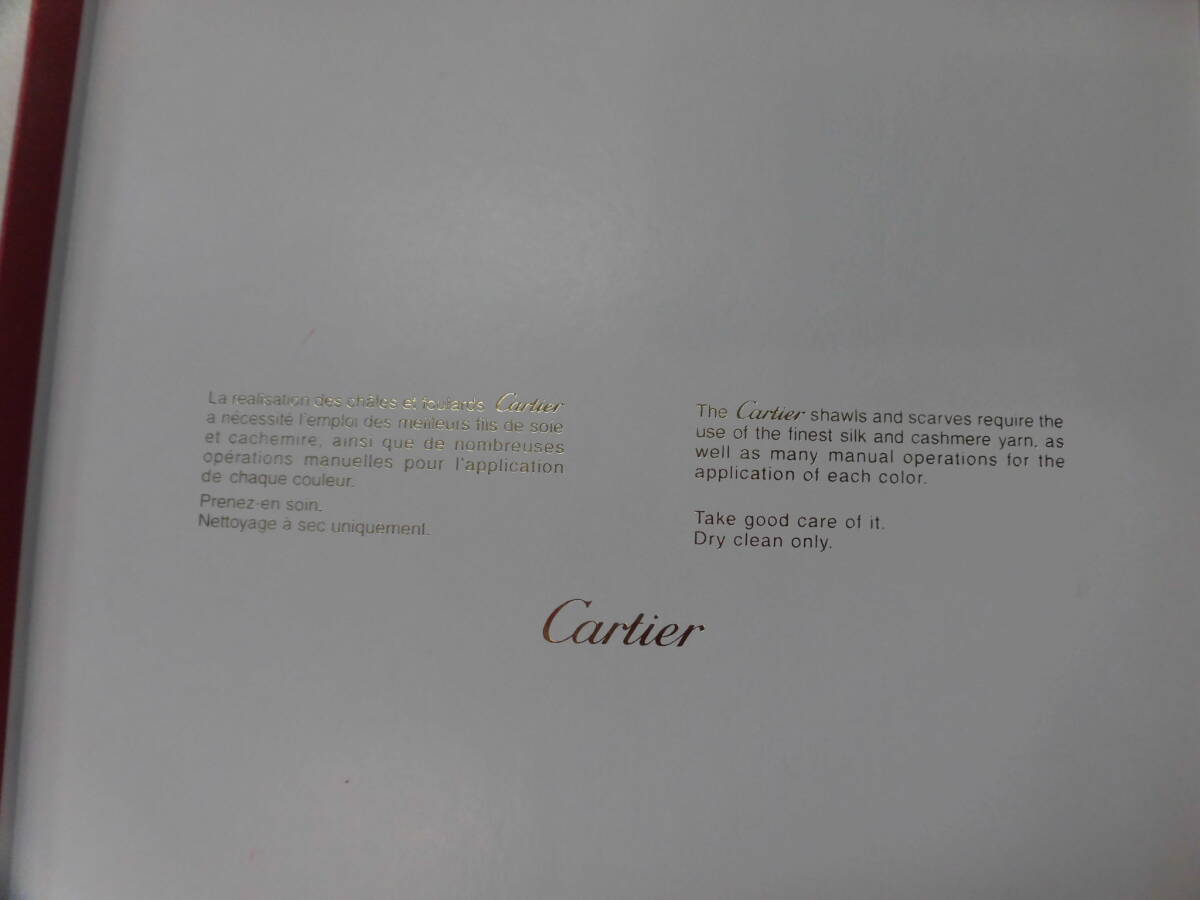 La réalisation des châles et foulards Cartier
a nécessité l'emploi des meilleurs fils de soie
et cachemire, ainsi que de nombreuses
opérations manuelles pour l'application
de chaque couleur.
Prenez-en soin.
Nettoyage à sec uniquement.
The Cartier shawls and scarves require the
use of the finest silk and cashmere yarn, as
well as many manual operations for the
application of each color.
Take good care of it.
Dry clean only.
Cartier